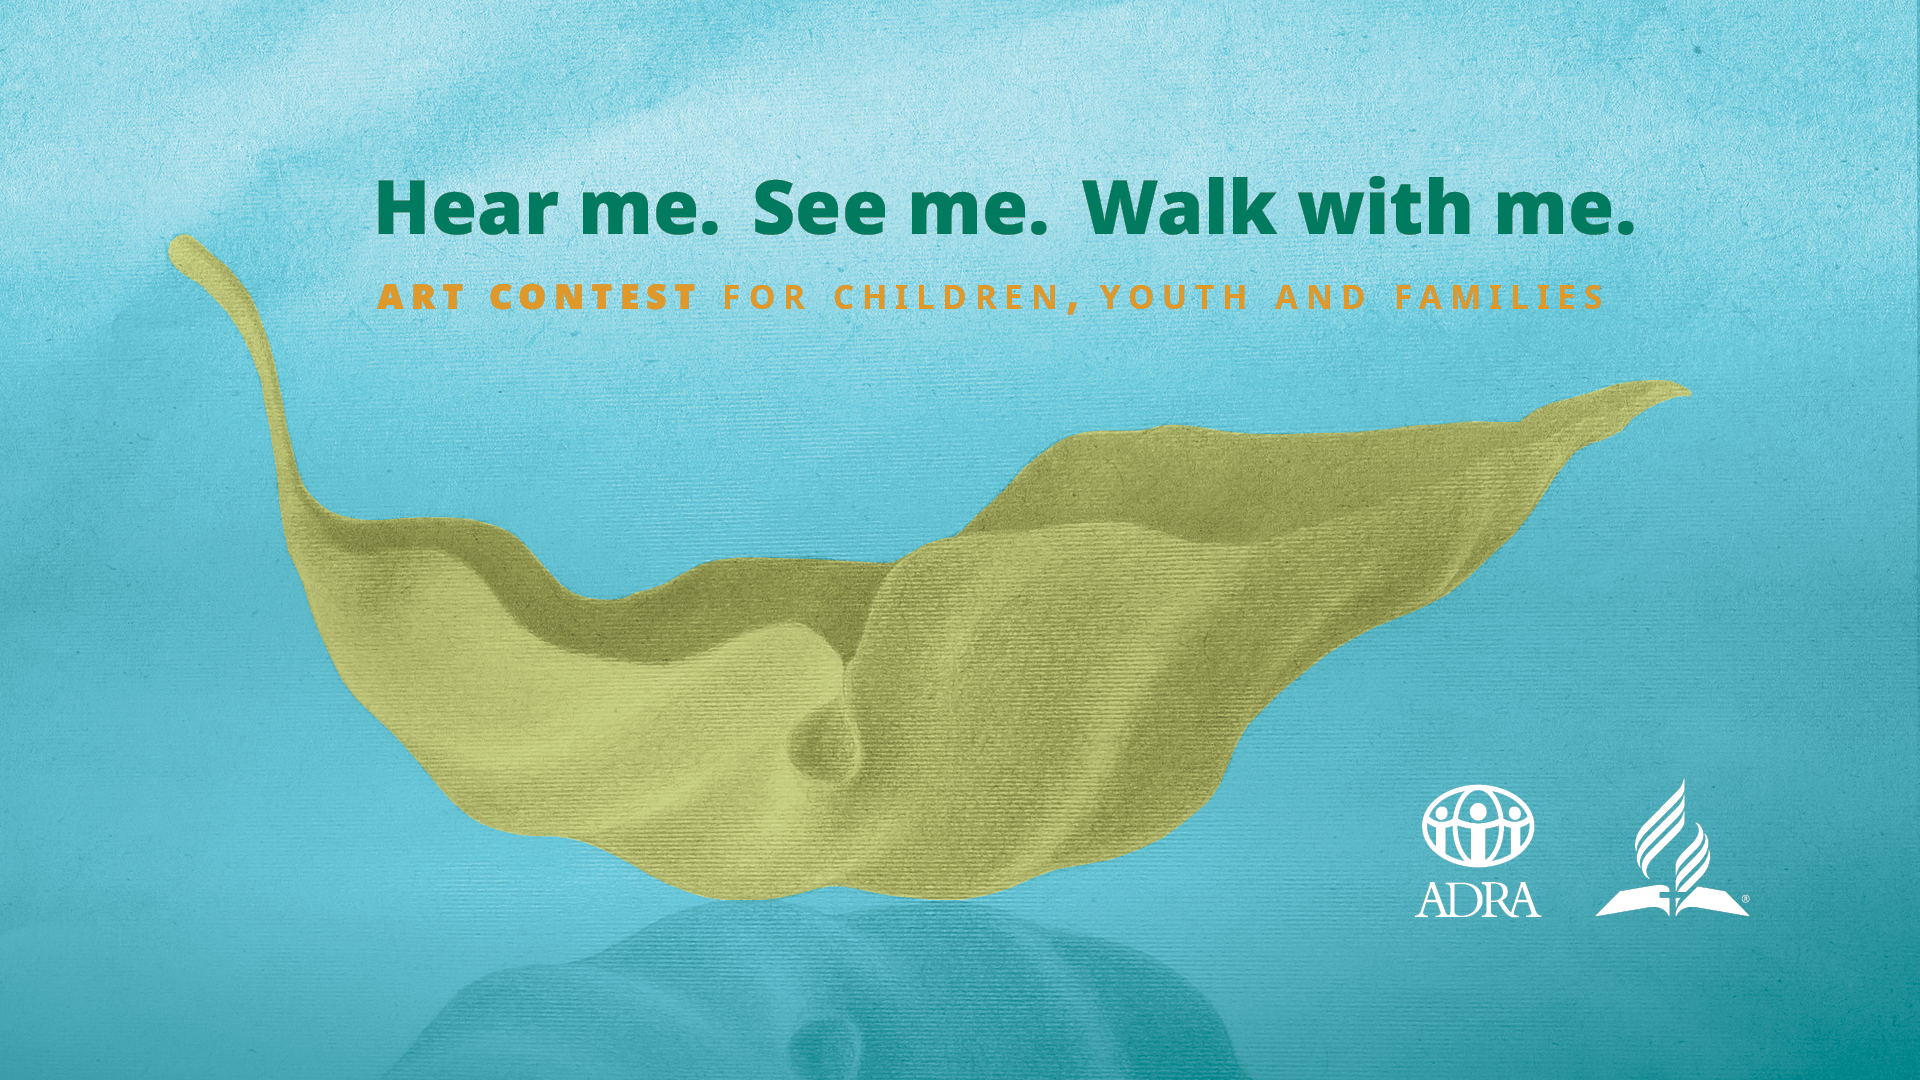 Hear me. See me. Walk with me.
ART CONTEST FOR CHILDREN, YOUTH AND FAMILIES
ADRA
®